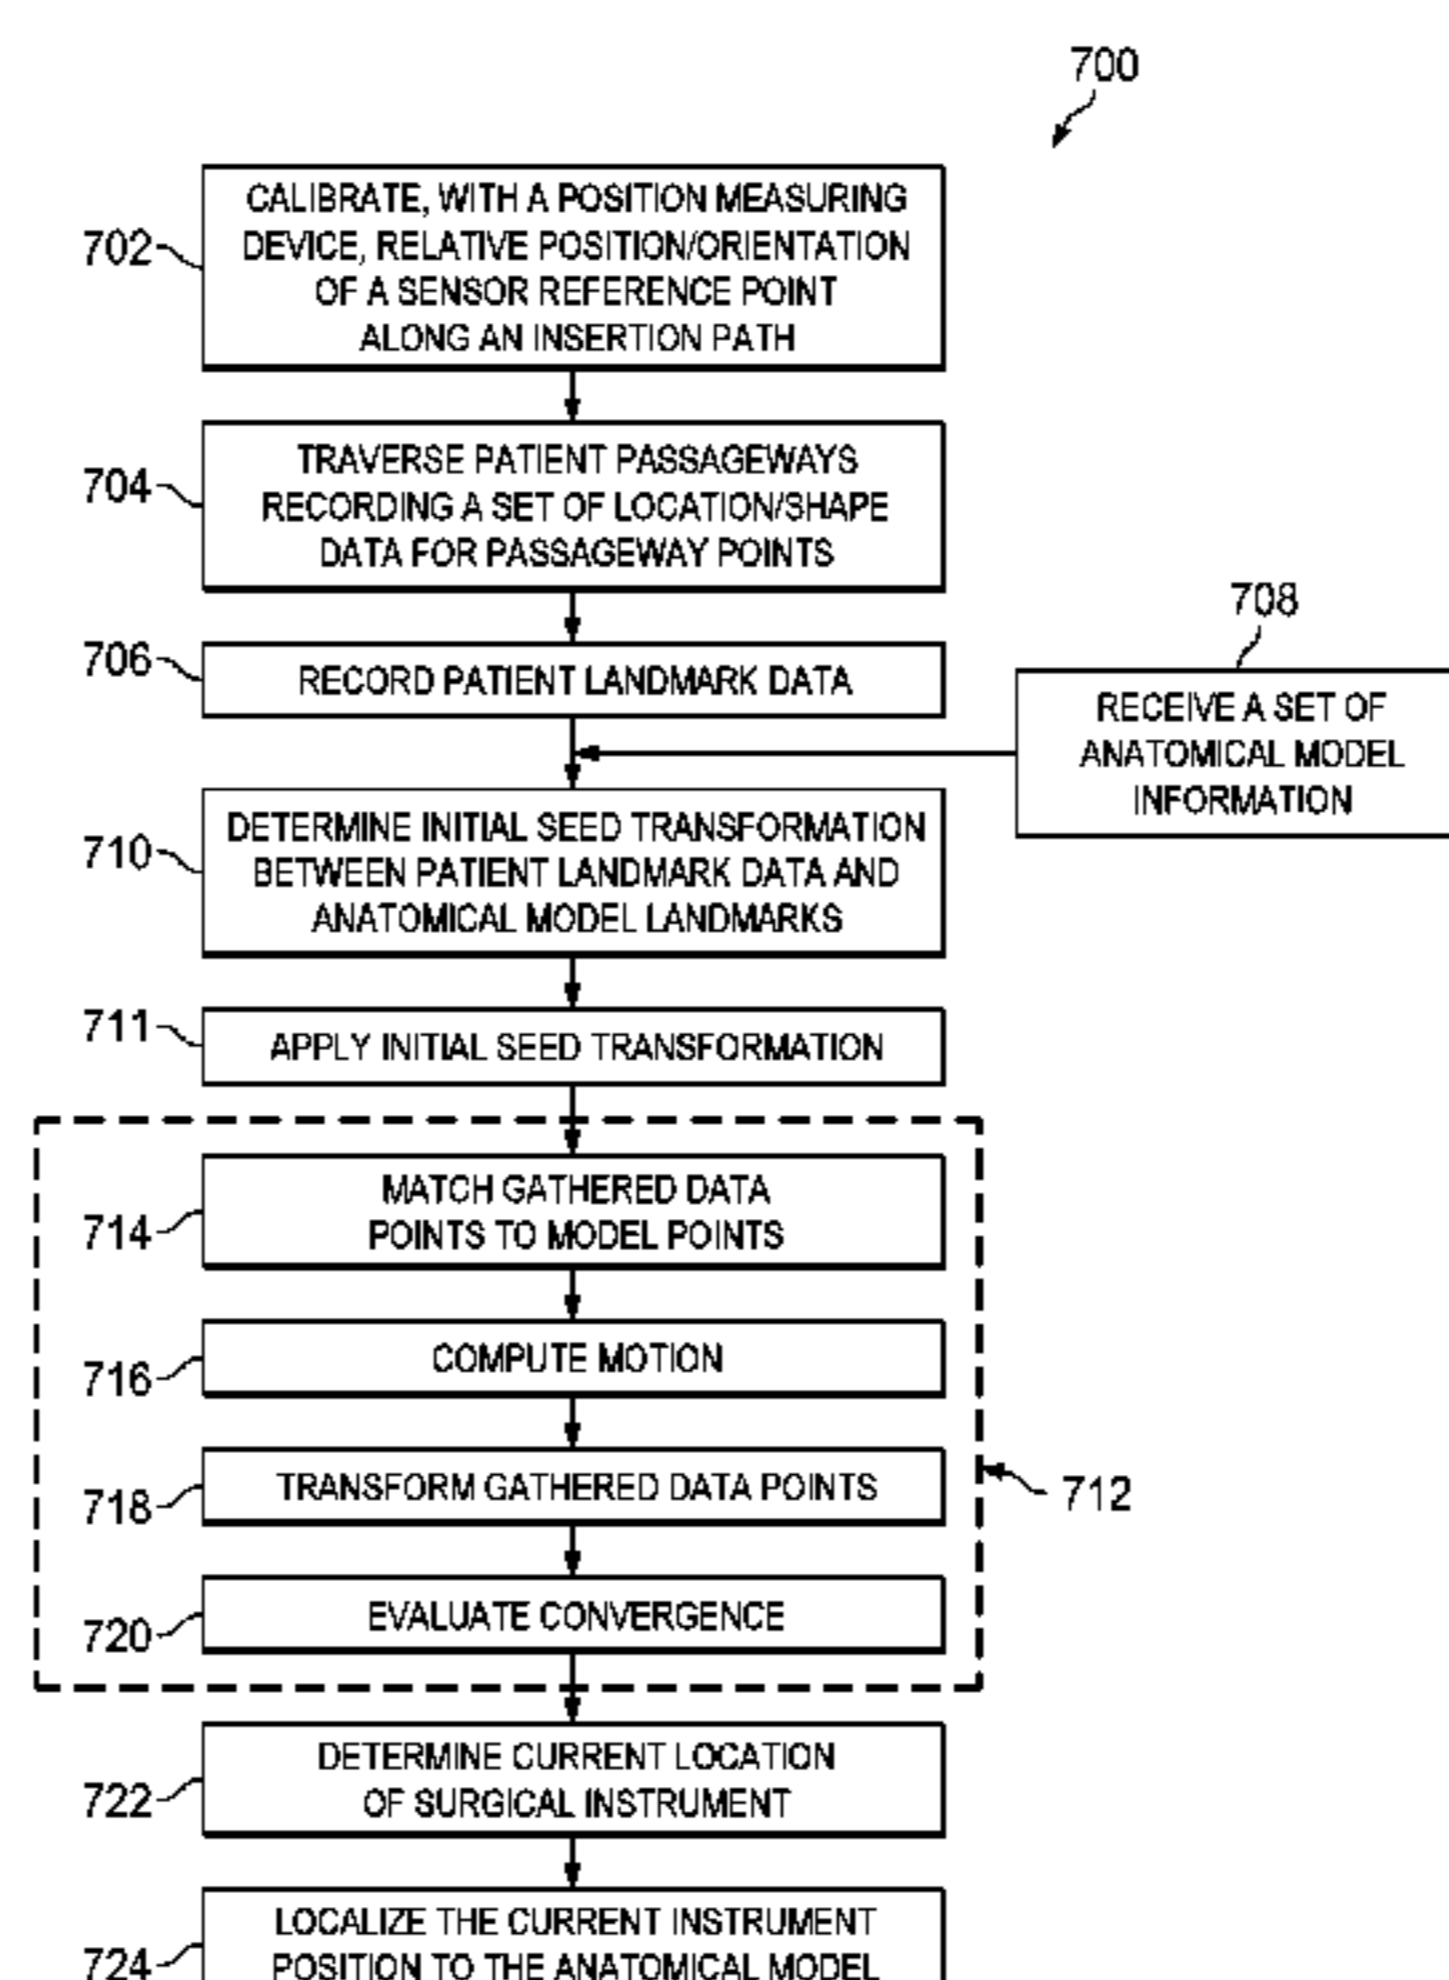 700
702
CALIBRATE, WITH A POSITION MEASURING
DEVICE, RELATIVE POSITION/ORIENTATION
OF A SENSOR REFERENCE POINT
ALONG AN INSERTION PATH
704
TRAVERSE PATIENT PASSAGEWAYS
RECORDING A SET OF LOCATION/SHAPE
DATA FOR PASSAGEWAY POINTS
706
RECORD PATIENT LANDMARK DATA
708
RECEIVE A SET OF
ANATOMICAL MODEL
INFORMATION
710
DETERMINE INITIAL SEED TRANSFORMATION
BETWEEN PATIENT LANDMARK DATA AND
ANATOMICAL MODEL LANDMARKS
711
APPLY INITIAL SEED TRANSFORMATION
714
MATCH GATHERED DATA
POINTS TO MODEL POINTS
716
COMPUTE MOTION
718
TRANSFORM GATHERED DATA POINTS
712
720
EVALUATE CONVERGENCE
722
DETERMINE CURRENT LOCATION
OF SURGICAL INSTRUMENT
724
LOCALIZE THE CURRENT INSTRUMENT
POSITION TO THE ANATOMICAL MODEL